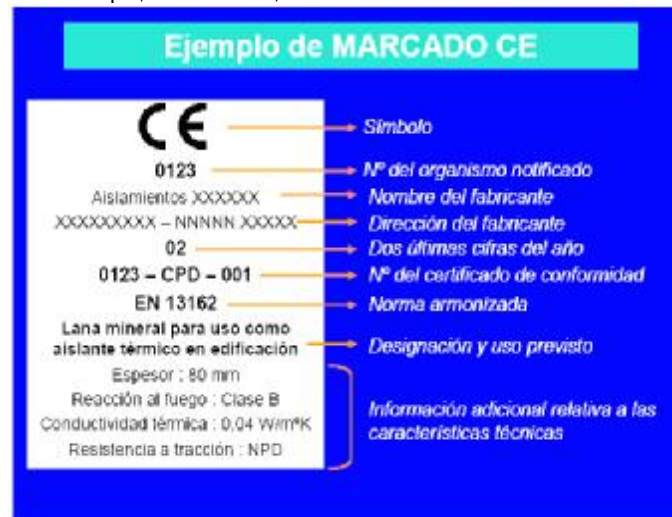 Ejemplo de MARCADO CE
CE
Símbolo
0123
Nº del organismo notificado
Aislamientos XXXXXX
Nombre del fabricante
XXXXXXXXX – NNNNN XXXXX
Dirección del fabricante
02
Dos últimas cifras del año
0123 – CPD – 001
Nº del certificado de conformidad
EN 13162
Norma armonizada
Lana mineral para uso como
aislante térmico en edificación
Designación y uso previsto
Espesor : 80 mm
Reacción al fuego : Clase B
Conductividad térmica : 0,04 W/mºK
Resistencia a tracción : NPD
Información adicional relativa a las
características técnicas